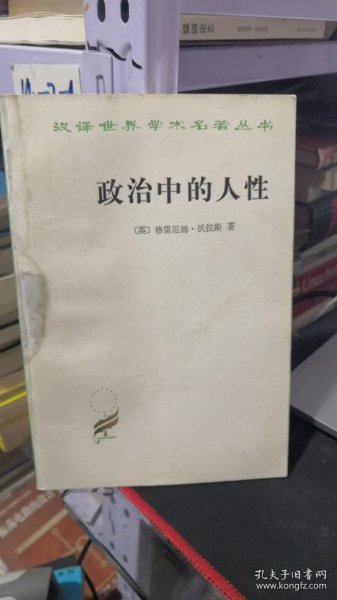 汉译世界学术名著丛书
政治中的人性
〔英〕格雷厄姆·沃拉斯 著
孔夫子旧书网
www.kongfz.com